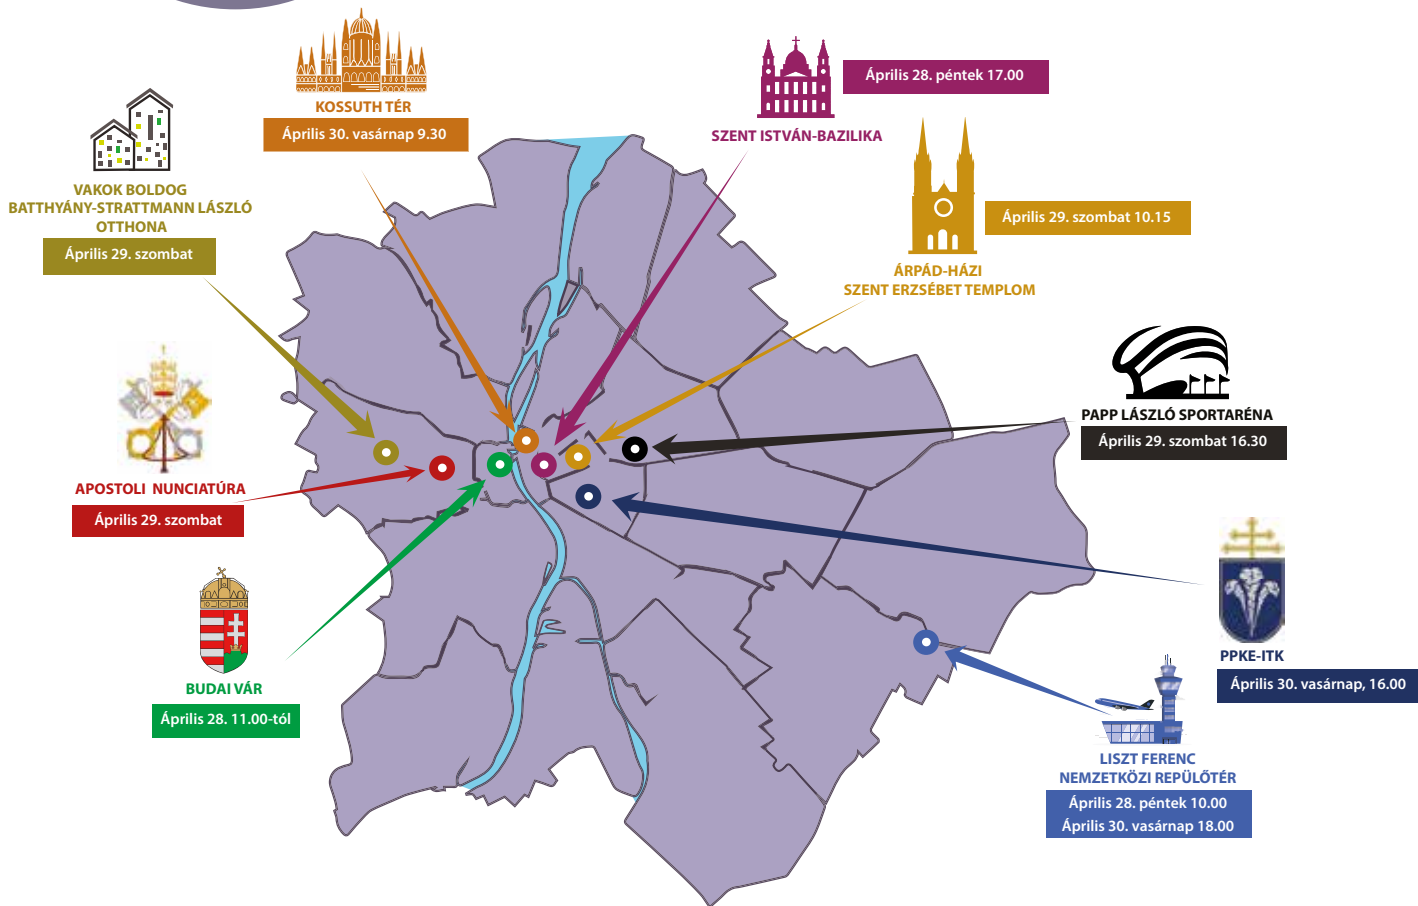 KOSSUTH TÉR
Április 30. vasárnap 9.30
Április 28. péntek 17.00
SZENT ISTVÁN-BAZILIKA
VAKOK BOLDOG
BATTHYÁNY-STRATTMANN LÁSZLÓ
OTTHONA
Április 29. szombat
Április 29. szombat 10.15
ÁRPÁD-HÁZI
SZENT ERZSÉBET TEMPLOM
PAPP LÁSZLÓ SPORTARÉNA
Április 29. szombat 16.30
APOSTOLI NUNCIATÚRA
Április 29. szombat
PPKE-ITK
Április 30. vasárnap, 16.00
BUDAI VÁR
Április 28. 11.00-tól
LISZT FERENC
NEMZETKÖZI REPÜLŐTÉR
Április 28. péntek 10.00
Április 30. vasárnap 18.00